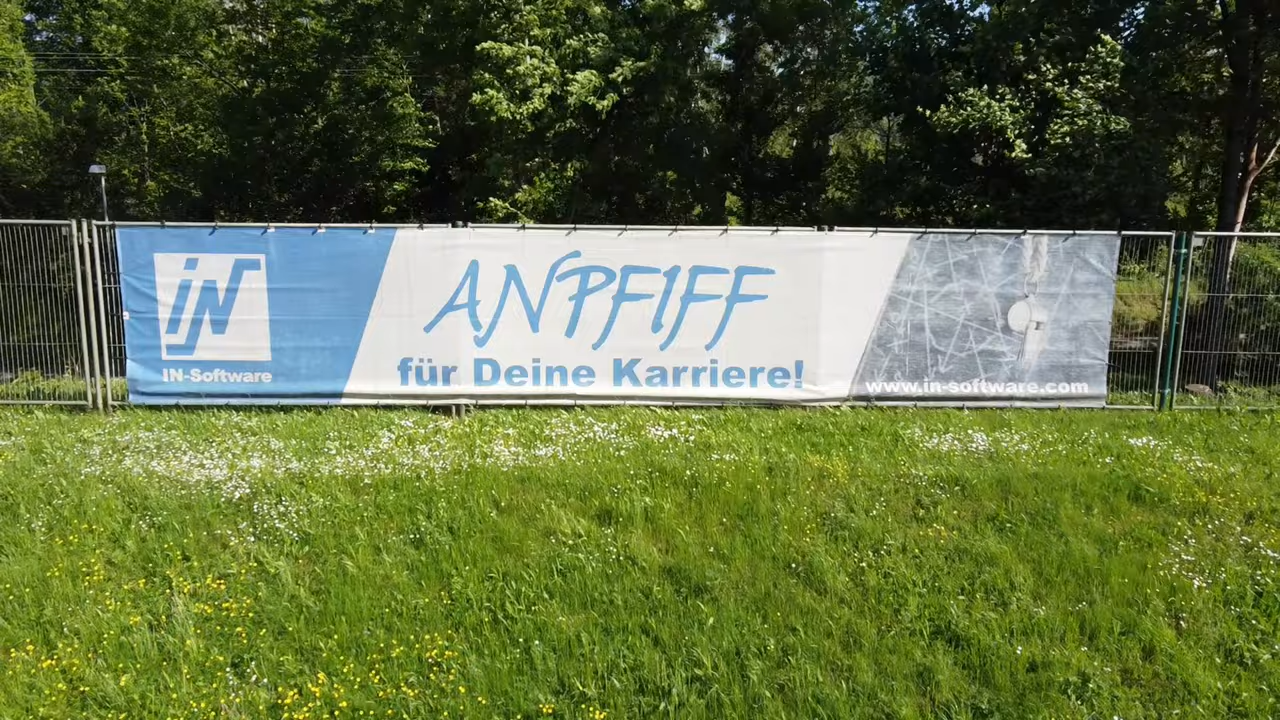 iN
IN-Software
ANPFIFF
für Deine Karriere!
www.in-software.com